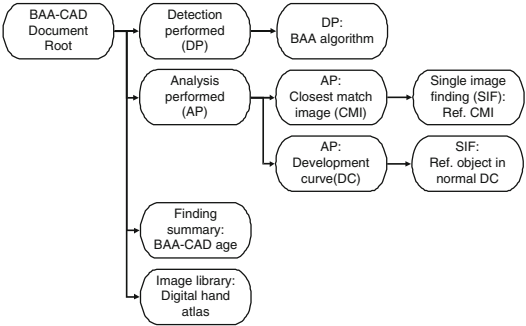 BAA-CAD
Document
Root
Detection
performed
(DP)
DP:
BAA algorithm
Analysis
performed
(AP)
AP:
Closest match
image (CMI)
Single image
finding (SIF):
Ref. CMI
AP:
Development
curve(DC)
SIF:
Ref. object in
normal DC
Finding
summary:
BAA-CAD age
Image library:
Digital hand
atlas